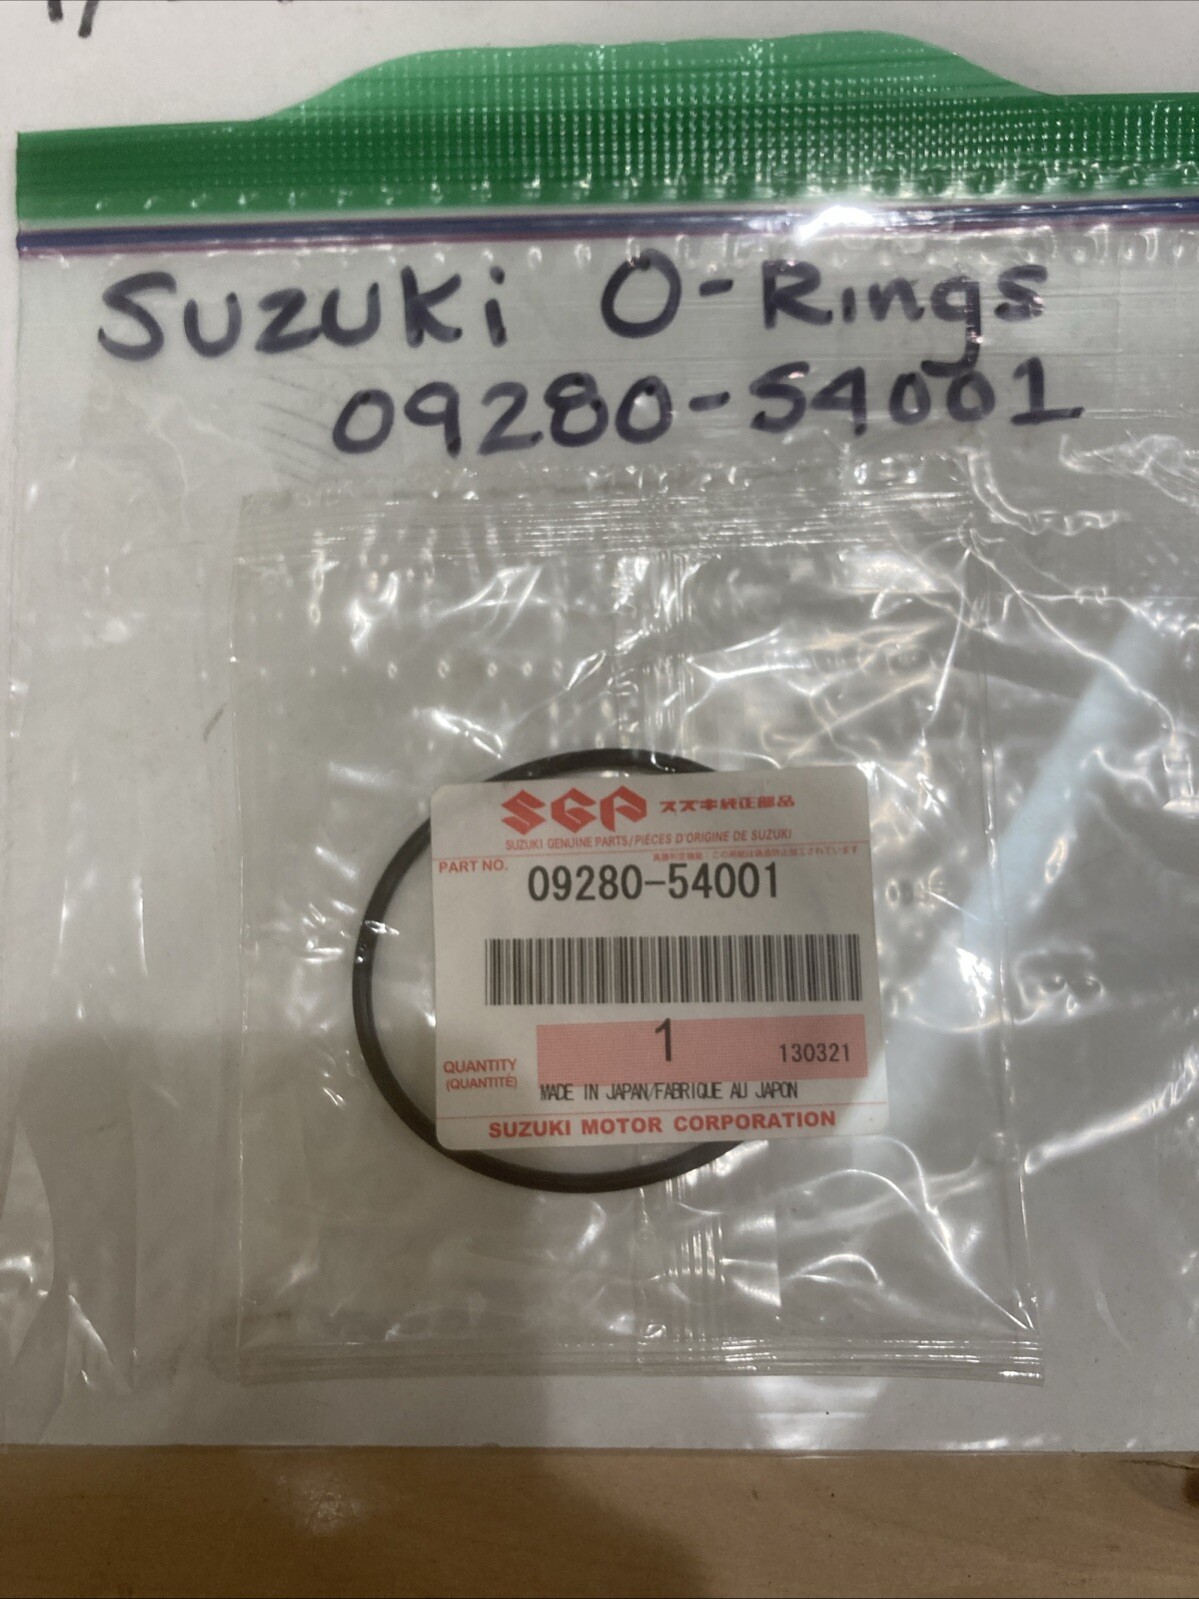 Suzuki O-Rings
09280-54001
SGP スズキ純正部品
SUZUKI GENUINE PARTS/PIÈCES D'ORIGINE DE SUZUKI
PART NO.
09280-54001
1
130321
QUANTITY
(QUANTITÉ)
MADE IN JAPAN/FABRIQUE AU JAPON
SUZUKI MOTOR CORPORATION